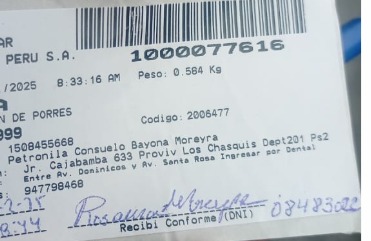 AR
PERU S.A.
1000077616
/2025 8:33:16 AM Peso: 0.584 Kg
A
N DE PORRES
Codigo: 2006477
999
1508455668
Petronila Consuelo Bayona Moreyra
Jr. Cajabamba 633 Proviv Los Chasquis Dept201 Ps2
Entre Av. Dominicos y Av. Santa Rosa Ingresar por Dental
947798468
Recibi Conforme (DNI)